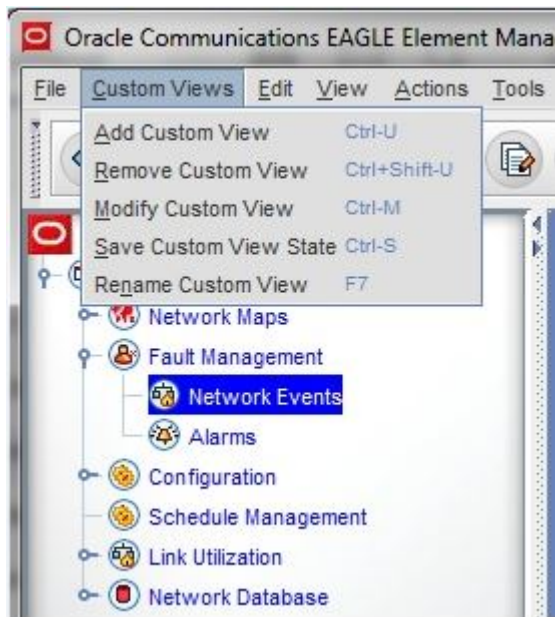 Oracle Communications EAGLE Element Mana
File Custom Views Edit View Actions Tools
Add Custom View Ctrl-U
Remove Custom View Ctrl+Shift-U
Modify Custom View Ctrl-M
Save Custom View State Ctrl-S
Rename Custom View F7
Network Maps
Fault Management
Network Events
Alarms
Configuration
Schedule Management
Link Utilization
Network Database